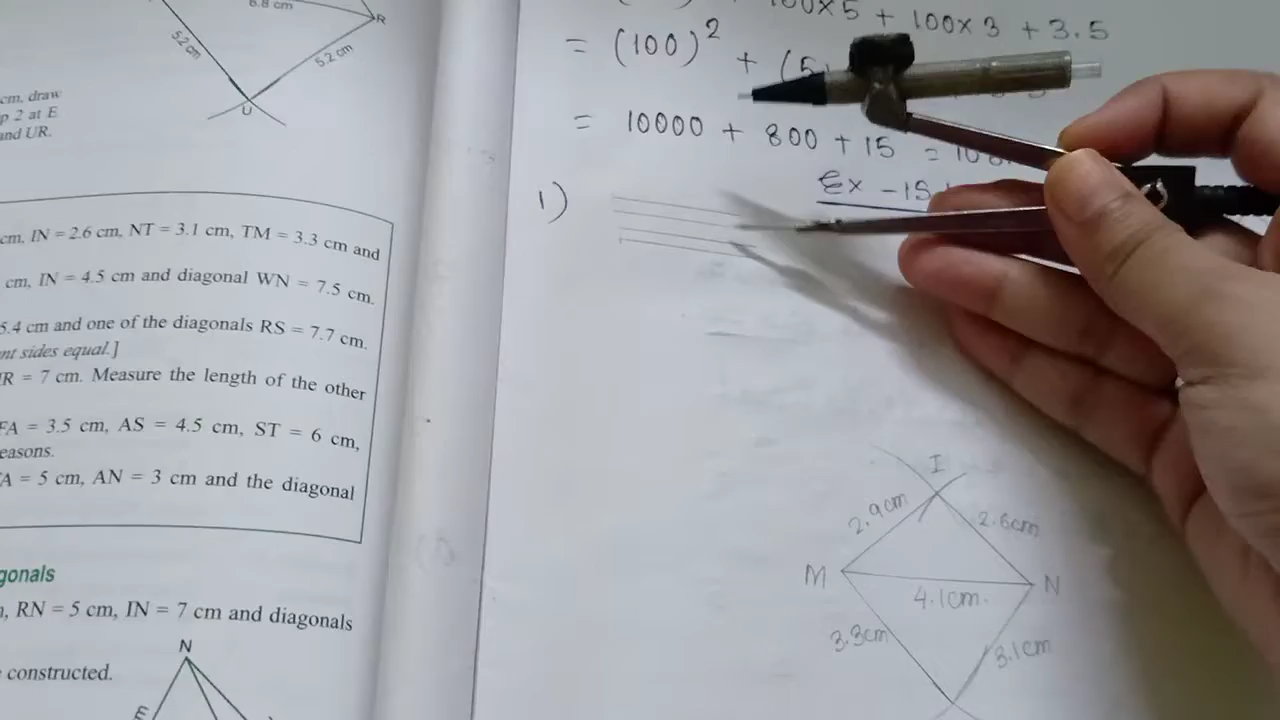 6.8 cm
R
5.2 cm
5.2 cm
U
cm, draw
p 2 at E
and UR.
cm, IN = 2.6 cm, NT = 3.1 cm, TM = 3.3 cm and
cm, IN = 4.5 cm and diagonal WN = 7.5 cm.
5.4 cm and one of the diagonals RS = 7.7 cm.
nt sides equal.]
R = 7 cm. Measure the length of the other
FA = 3.5 cm, AS = 4.5 cm, ST = 6 cm,
easons.
A = 5 cm, AN = 3 cm and the diagonal
gonals
, RN = 5 cm, IN = 7 cm and diagonals
constructed.
N
E
100×5 + 100×3 + 3.5
= (100)² + (5
= 10000 + 800 + 15 =
Ex - 15
1)
I
2.9cm
2.6cm
M
N
4.1cm.
3.3cm
3.1cm